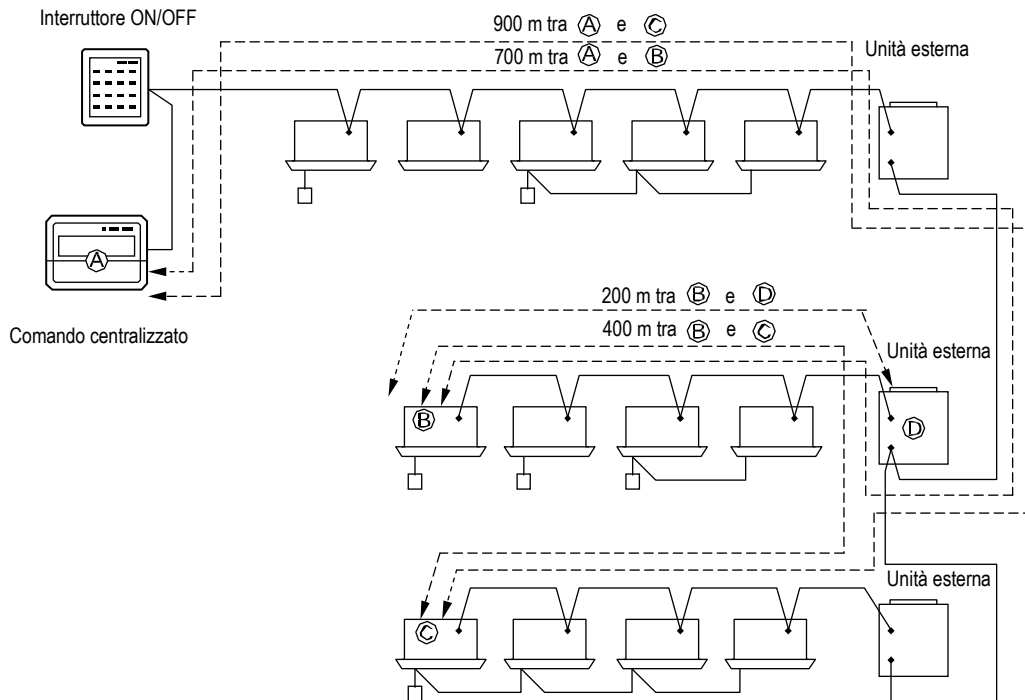 Interruttore ON/OFF
900 m tra A e C
700 m tra A e B
Unità esterna
A
Comando centralizzato
200 m tra B e D
400 m tra B e C
Unità esterna
B
D
Unità esterna
C